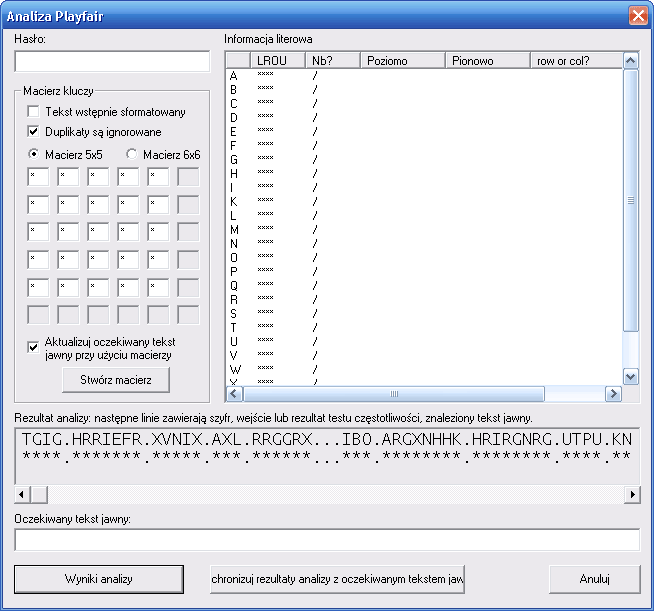 Analiza Playfair
Hasło:
Macierz kluczy
Tekst wstępnie sformatowany
Duplikaty są ignorowane
Macierz 5x5 Macierz 6x6
* * * * *
* * * * *
* * * * *
* * * * *
* * * * *
Aktualizuj oczekiwany tekst
jawny przy użyciu macierzy
Stwórz macierz
Informacja literowa
LROU Nb? Poziomo Pionowo row or col?
A **** /
B **** /
C **** /
D **** /
E **** /
F **** /
G **** /
H **** /
I **** /
K **** /
L **** /
M **** /
N **** /
O **** /
P **** /
Q **** /
R **** /
S **** /
T **** /
U **** /
V **** /
W **** /
X **** /
Rezultat analizy: następne linie zawierają szyfr, wejście lub rezultat testu częstotliwości, znaleziony tekst jawny.
TGIG.HRRIEFR.XVNIX.AXL.RRGGRX...IBO.ARGXNHHK.HRIRGNRG.UTPU.KN
****.*******.*****.***.******...***.********.********.****.**
Oczekiwany tekst jawny:
Wyniki analizy
chronizuj rezultaty analizy z oczekiwanym tekstem jaw
Anuluj